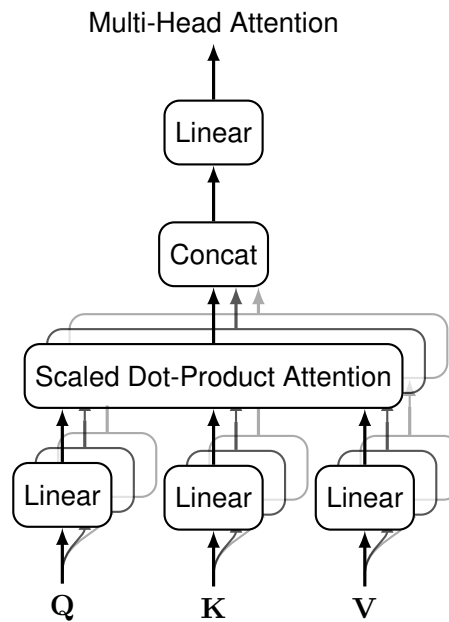 Multi-Head Attention
Linear
Concat
Scaled Dot-Product Attention
Linear Linear Linear
Q K V